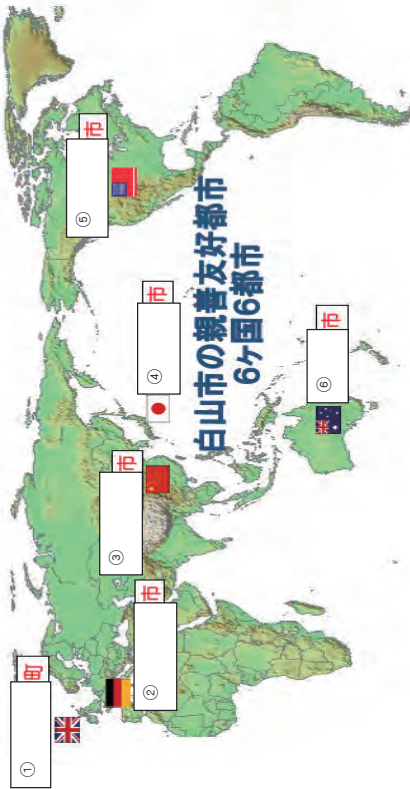 白山市の親善友好都市
6ヶ国6都市
① 町
② 市
③ 市
④ 市
⑤ 市
⑥ 市